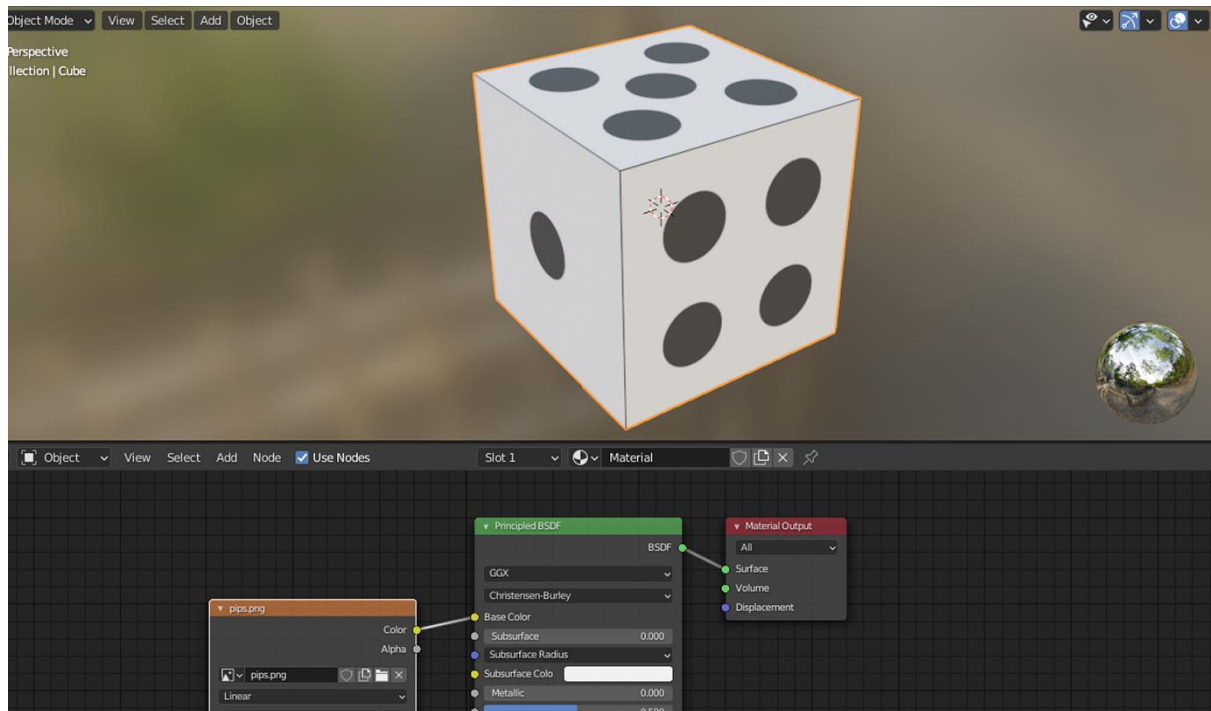 Object Mode View Select Add Object
Perspective
llection | Cube
Object View Select Add Node Use Nodes Slot 1 Material
Principled BSDF
Material Output
BSDF
All
GGX
Surface
Christensen-Burley
Volume
pips.png
Base Color
Displacement
Color
Subsurface 0.000
Alpha
Subsurface Radius
pips.png
Subsurface Colo
Linear
Metallic 0.000
0.500